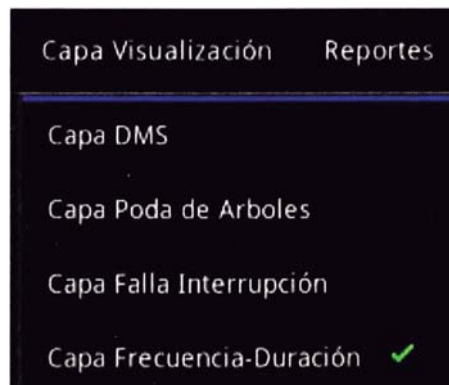 Capa Visualización Reportes
Capa DMS
Capa Poda de Arboles
Capa Falla Interrupción
Capa Frecuencia-Duración ✔